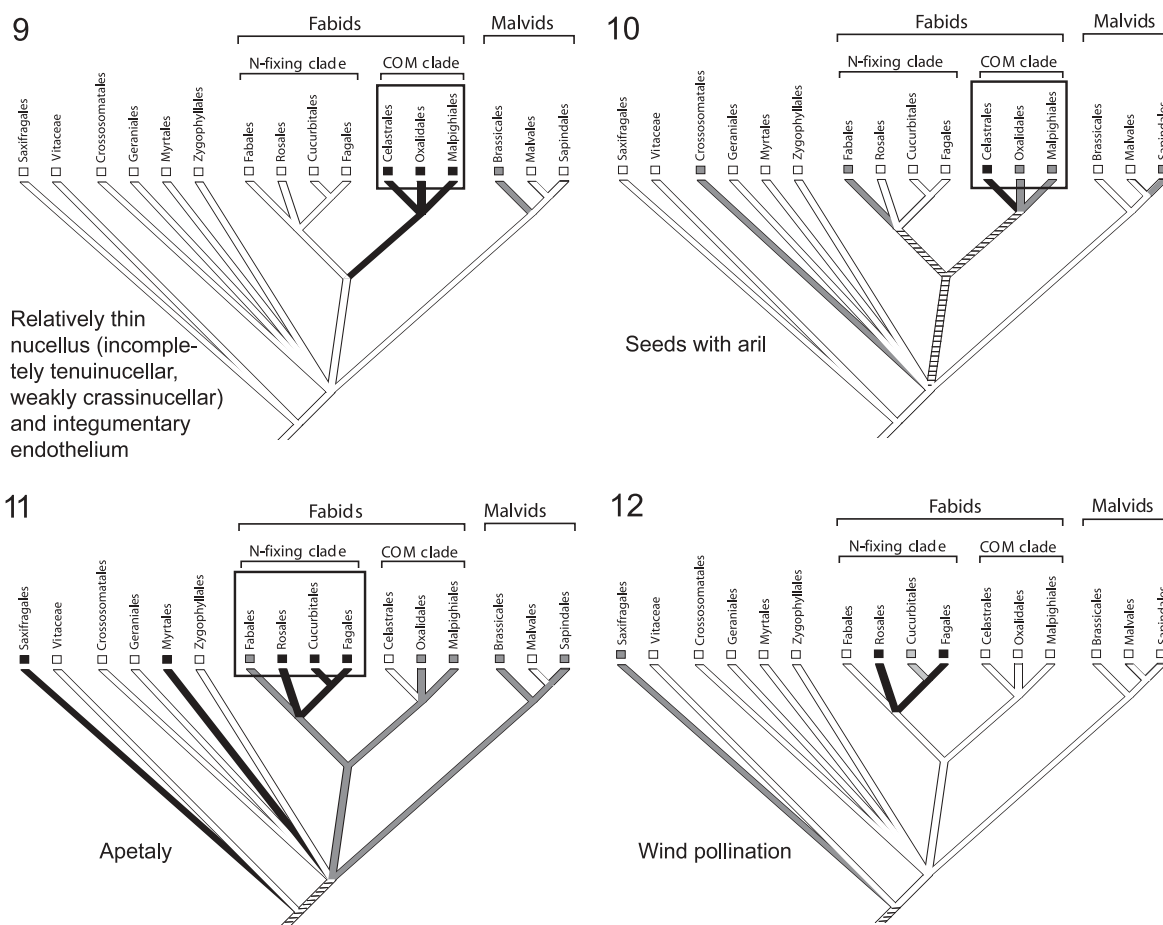 9
Fabids
Malvids
N-fixing clade
COM clade
Saxifragales
Vitaceae
Crossosomatales
Geraniales
Myrtales
Zygophyllales
Fabales
Rosales
Cucurbitales
Fagales
Celastrales
Oxalidales
Malpighiales
Brassicales
Malvales
Sapindales
Relatively thin
nucellus (incomple-
tely tenuinucellar,
weakly crassinucellar)
and integumentary
endothelium
10
Fabids
Malvids
N-fixing clade
COM clade
Saxifragales
Vitaceae
Crossosomatales
Geraniales
Myrtales
Zygophyllales
Fabales
Rosales
Cucurbitales
Fagales
Celastrales
Oxalidales
Malpighiales
Brassicales
Malvales
Sapindales
Seeds with aril
11
Fabids
Malvids
N-fixing clade
COM clade
Saxifragales
Vitaceae
Crossosomatales
Geraniales
Myrtales
Zygophyllales
Fabales
Rosales
Cucurbitales
Fagales
Celastrales
Oxalidales
Malpighiales
Brassicales
Malvales
Sapindales
Apetaly
12
Fabids
Malvids
N-fixing clade
COM clade
Saxifragales
Vitaceae
Crossosomatales
Geraniales
Myrtales
Zygophyllales
Fabales
Rosales
Cucurbitales
Fagales
Celastrales
Oxalidales
Malpighiales
Brassicales
Malvales
Sapindales
Wind pollination